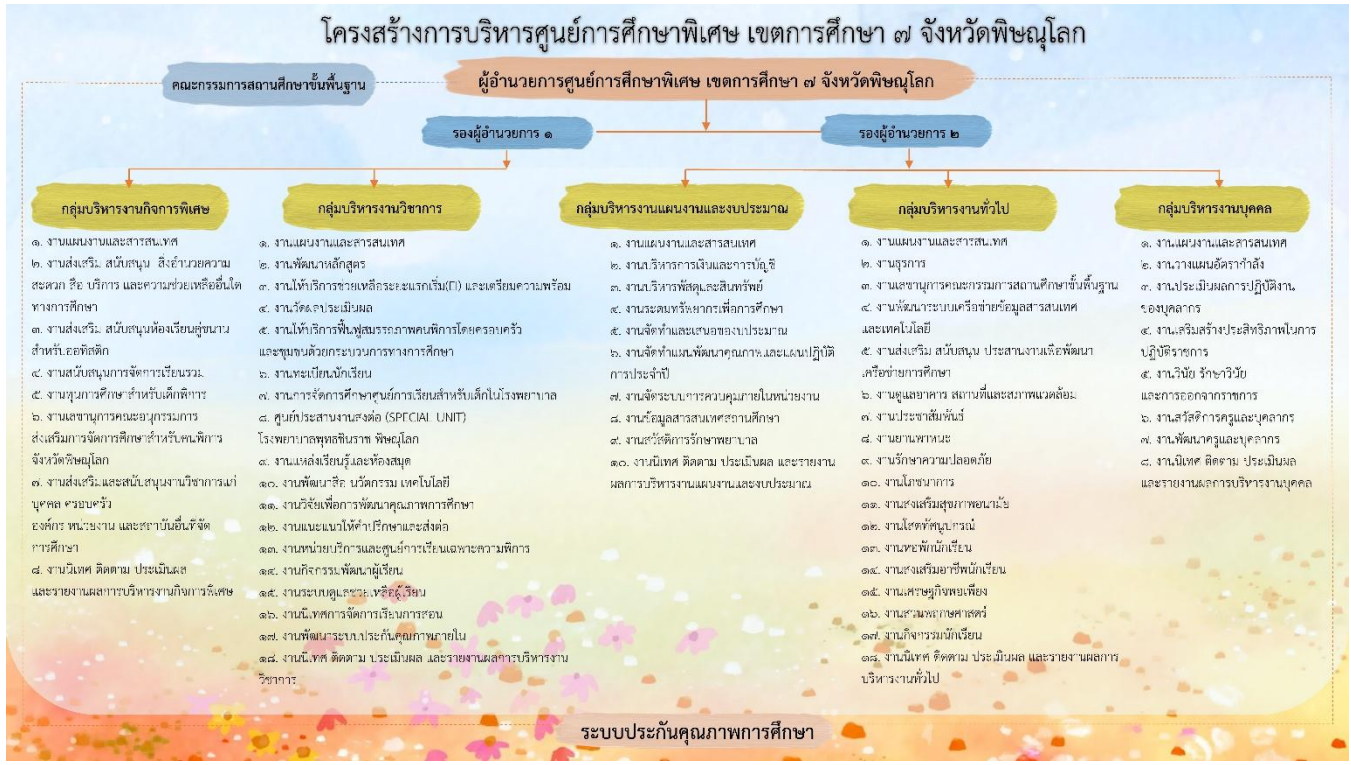 โครงสร้างการบริหารศูนย์การศึกษาพิเศษ เขตการศึกษา ๗ จังหวัดพิษณุโลก
คณะกรรมการสถานศึกษาขั้นพื้นฐาน
ผู้อำนวยการศูนย์การศึกษาพิเศษ เขตการศึกษา ๗ จังหวัดพิษณุโลก
รองผู้อำนวยการ ๑
รองผู้อำนวยการ ๒
กลุ่มบริหารงานกิจการพิเศษ
๑. งานแผนงานและสารสนเทศ
๒. งานส่งเสริม สนับสนุน สิ่งอำนวยความ
สะดวก สื่อ บริการ และความช่วยเหลืออื่นใด
ทางการศึกษา
๓. งานส่งเสริม สนับสนุนห้องเรียนคู่ขนาน
สำหรับออทิสติก
๔. งานสนับสนุนการจัดการเรียนรวม
๕. งานทุนการศึกษาสำหรับเด็กพิการ
๖. งานเลขานุการคณะอนุกรรมการ
ส่งเสริมการจัดการศึกษาสำหรับคนพิการ
จังหวัดพิษณุโลก
๗. งานส่งเสริมและสนับสนุนงานวิชาการแก่
บุคคล ครอบครัว
องค์กร หน่วยงาน และสถาบันอื่นที่จัด
การศึกษา
๘. งานนิเทศ ติดตาม ประเมินผล
และรายงานผลการบริหารงานกิจการพิเศษ
กลุ่มบริหารงานวิชาการ
๑. งานแผนงานและสารสนเทศ
๒. งานพัฒนาหลักสูตร
๓. งานให้บริการช่วยเหลือระยะแรกเริ่ม(EI) และเตรียมความพร้อม
๔. งานวัดผลประเมินผล
๕. งานให้บริการฟื้นฟูสมรรถภาพคนพิการโดยครอบครัว
และชุมชนด้วยกระบวนการทางการศึกษา
๖. งานทะเบียนนักเรียน
๗. งานการจัดการศึกษาศูนย์การเรียนสำหรับเด็กในโรงพยาบาล
๘. ศูนย์ประสานงานส่งต่อ (SPECIAL UNIT)
โรงพยาบาลพุทธชินราช พิษณุโลก
๙. งานแหล่งเรียนรู้และห้องสมุด
๑๐. งานพัฒนาสื่อ นวัตกรรม เทคโนโลยี
๑๑. งานวิจัยเพื่อการพัฒนาคุณภาพการศึกษา
๑๒. งานแนะแนวให้คำปรึกษาและส่งต่อ
๑๓. งานหน่วยบริการและศูนย์การเรียนเฉพาะความพิการ
๑๔. งานกิจกรรมพัฒนาผู้เรียน
๑๕. งานระบบดูแลช่วยเหลือผู้เรียน
๑๖. งานนิเทศการจัดการเรียนการสอน
๑๗. งานพัฒนาระบบประกันคุณภาพภายใน
๑๘. งานนิเทศ ติดตาม ประเมินผล และรายงานผลการบริหารงาน
วิชาการ
กลุ่มบริหารงานแผนงานและงบประมาณ
๑. งานแผนงานและสารสนเทศ
๒. งานบริหารการเงินและการบัญชี
๓. งานบริหารพัสดุและสินทรัพย์
๔. งานระดมทรัพยากรเพื่อการศึกษา
๕. งานจัดทำและเสนอของบประมาณ
๖. งานจัดทำแผนพัฒนาคุณภาพและแผนปฏิบัติ
การประจำปี
๗. งานจัดระบบการควบคุมภายในหน่วยงาน
๘. งานข้อมูลสารสนเทศสถานศึกษา
๙. งานสวัสดิการรักษาพยาบาล
๑๐. งานนิเทศ ติดตาม ประเมินผล และรายงาน
ผลการบริหารงานแผนงานและงบประมาณ
กลุ่มบริหารงานทั่วไป
๑. งานแผนงานและสารสนเทศ
๒. งานธุรการ
๓. งานเลขานุการคณะกรรมการสถานศึกษาขั้นพื้นฐาน
๔. งานพัฒนาระบบเครือข่ายข้อมูลสารสนเทศ
และเทคโนโลยี
๕. งานส่งเสริม สนับสนุน ประสานงานเพื่อพัฒนา
เครือข่ายการศึกษา
๖. งานดูแลอาคาร สถานที่และสภาพแวดล้อม
๗. งานประชาสัมพันธ์
๘. งานยานพาหนะ
๙. งานรักษาความปลอดภัย
๑๐. งานโภชนาการ
๑๑. งานส่งเสริมสุขภาพอนามัย
๑๒. งานโสตทัศนูปกรณ์
๑๓. งานหอพักนักเรียน
๑๔. งานส่งเสริมอาชีพนักเรียน
๑๕. งานเศรษฐกิจพอเพียง
๑๖. งานสวนพฤกษศาสตร์
๑๗. งานกิจกรรมนักเรียน
๑๘. งานนิเทศ ติดตาม ประเมินผล และรายงานผลการ
บริหารงานทั่วไป
กลุ่มบริหารงานบุคคล
๑. งานแผนงานและสารสนเทศ
๒. งานวางแผนอัตรากำลัง
๓. งานประเมินผลการปฏิบัติงาน
ของบุคลากร
๔. งานเสริมสร้างประสิทธิภาพในการ
ปฏิบัติราชการ
๕. งานวินัย รักษาวินัย
และการออกจากราชการ
๖. งานสวัสดิการครูและบุคลากร
๗. งานพัฒนาครูและบุคลากร
๘. งานนิเทศ ติดตาม ประเมินผล
และรายงานผลการบริหารงานบุคคล
ระบบประกันคุณภาพการศึกษา